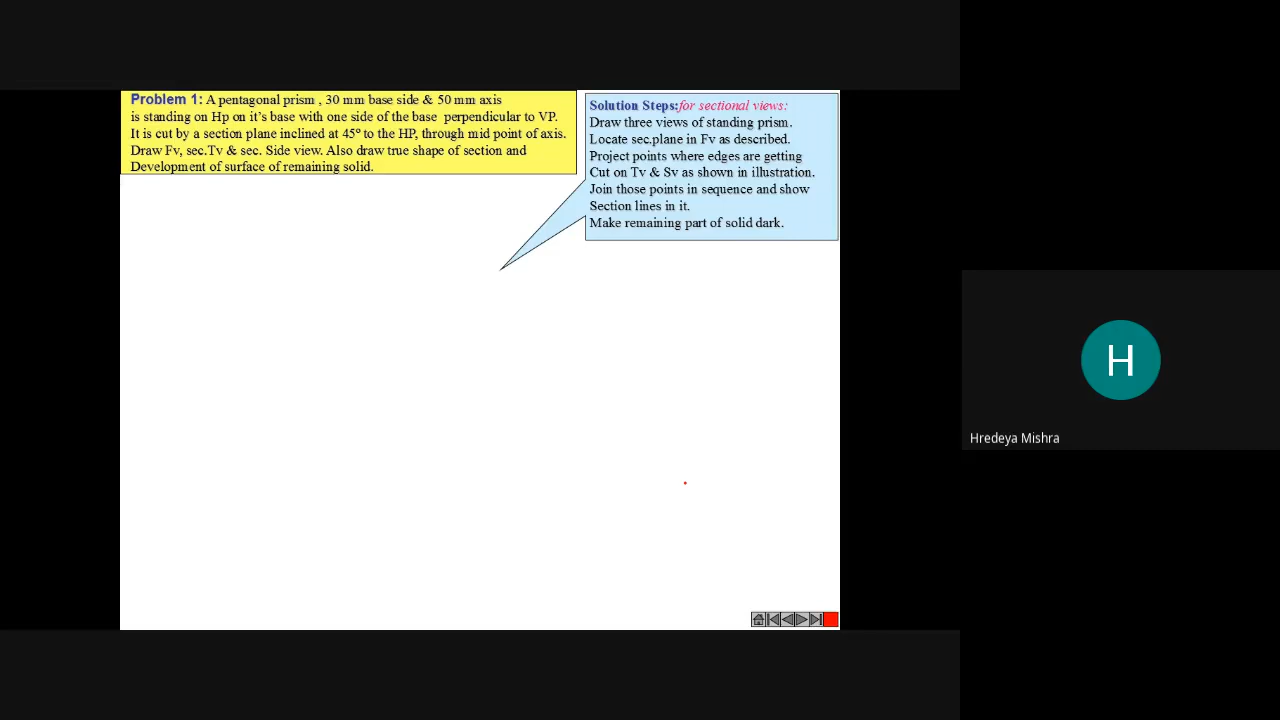 Problem 1: A pentagonal prism , 30 mm base side & 50 mm axis
is standing on Hp on it's base with one side of the base perpendicular to VP.
It is cut by a section plane inclined at 45º to the HP, through mid point of axis.
Draw Fv, sec.Tv & sec. Side view. Also draw true shape of section and
Development of surface of remaining solid.
Solution Steps:for sectional views:
Draw three views of standing prism.
Locate sec.plane in Fv as described.
Project points where edges are getting
Cut on Tv & Sv as shown in illustration.
Join those points in sequence and show
Section lines in it.
Make remaining part of solid dark.
H
Hredeya Mishra